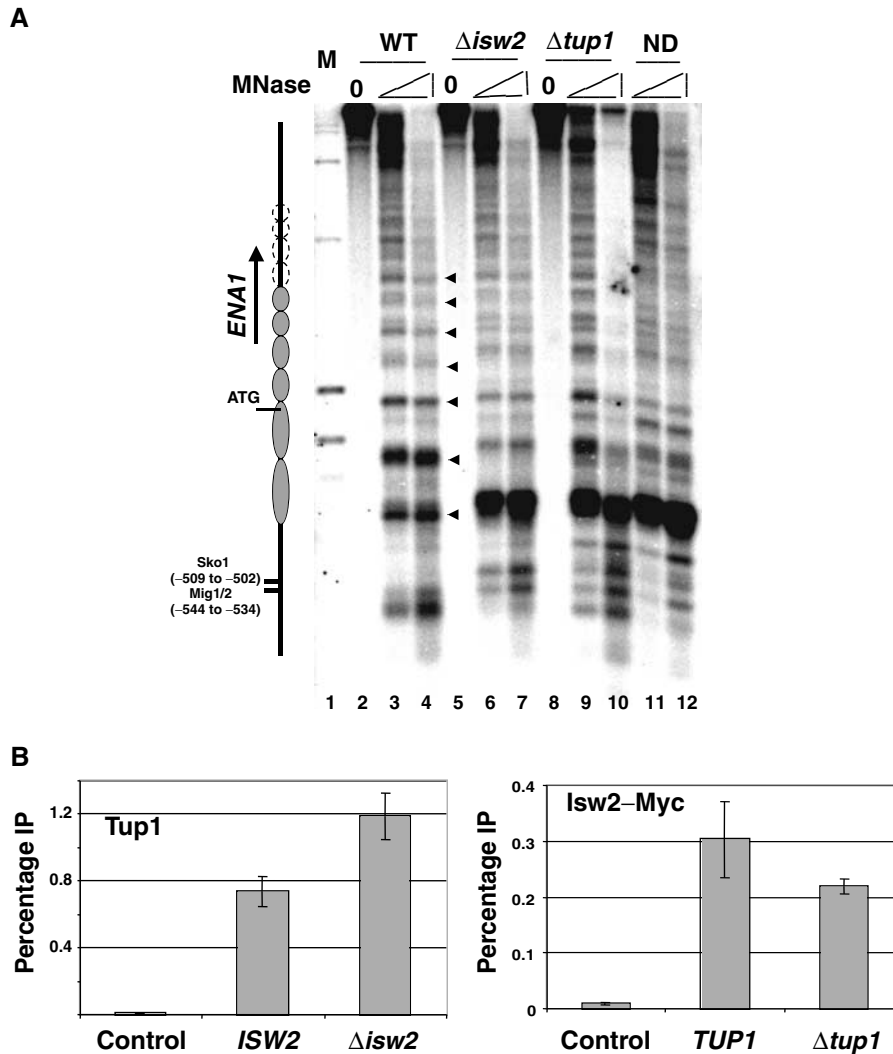 A
M WT Δisw2 Δtup1 ND
MNase 0 0 0
ENA1
ATG
Sko1
(–509 to –502)
Mig1/2
(–544 to –534)
1 2 3 4 5 6 7 8 9 10 11 12
B
Percentage IP
1.2
0.8
0.4
Tup1
Control ISW2 Δisw2
Percentage IP
0.4
0.3
0.2
0.1
0
Isw2–Myc
Control TUP1 Δtup1